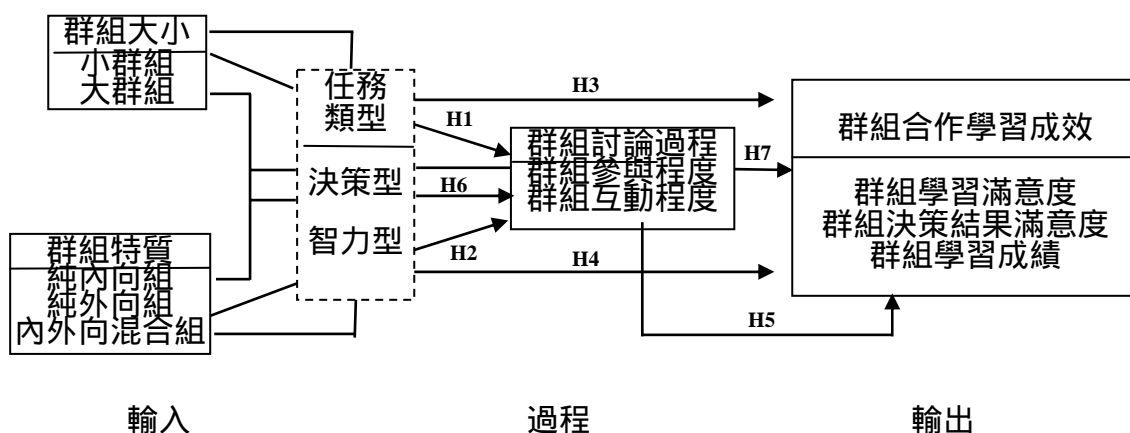 群組大小
小群組
大群組
群組特質
純內向組
純外向組
內外向混合組
任務
類型
決策型
智力型
H3
H1
H6
H2
H4
群組討論過程
群組參與程度
群組互動程度
H7
H5
群組合作學習成效
群組學習滿意度
群組決策結果滿意度
群組學習成績
輸入
過程
輸出